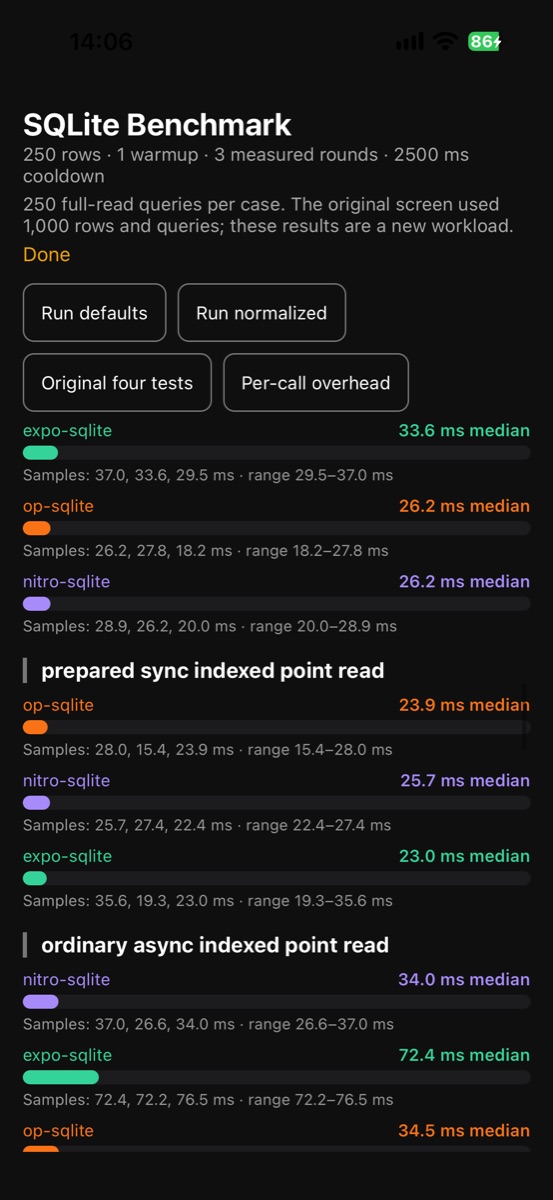 14:06
86
SQLite Benchmark
250 rows · 1 warmup · 3 measured rounds · 2500 ms
cooldown
250 full-read queries per case. The original screen used
1,000 rows and queries; these results are a new workload.
Done
Run defaults
Run normalized
Original four tests
Per-call overhead
expo-sqlite 33.6 ms median
Samples: 37.0, 33.6, 29.5 ms · range 29.5–37.0 ms
op-sqlite 26.2 ms median
Samples: 26.2, 27.8, 18.2 ms · range 18.2–27.8 ms
nitro-sqlite 26.2 ms median
Samples: 28.9, 26.2, 20.0 ms · range 20.0–28.9 ms
prepared sync indexed point read
op-sqlite 23.9 ms median
Samples: 28.0, 15.4, 23.9 ms · range 15.4–28.0 ms
nitro-sqlite 25.7 ms median
Samples: 25.7, 27.4, 22.4 ms · range 22.4–27.4 ms
expo-sqlite 23.0 ms median
Samples: 35.6, 19.3, 23.0 ms · range 19.3–35.6 ms
ordinary async indexed point read
nitro-sqlite 34.0 ms median
Samples: 37.0, 26.6, 34.0 ms · range 26.6–37.0 ms
expo-sqlite 72.4 ms median
Samples: 72.4, 72.2, 76.5 ms · range 72.2–76.5 ms
op-sqlite 34.5 ms median